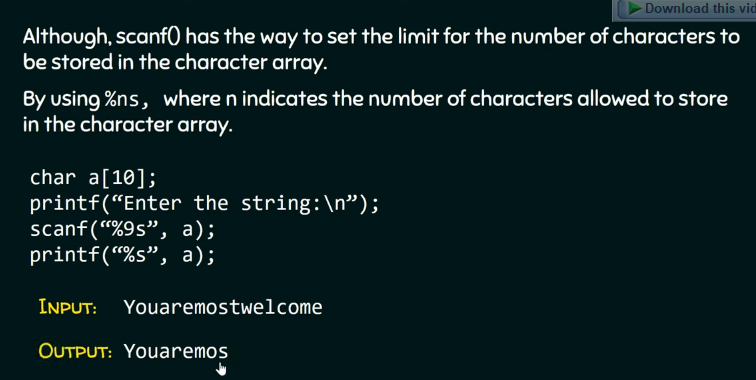 Download this vid
Although, scanf() has the way to set the limit for the number of characters to
be stored in the character array.
By using %ns, where n indicates the number of characters allowed to store
in the character array.
char a[10];
printf(“Enter the string:\n”);
scanf(“%9s”, a);
printf(“%s”, a);
INPUT: Youaremostwelcome
OUTPUT: Youaremos